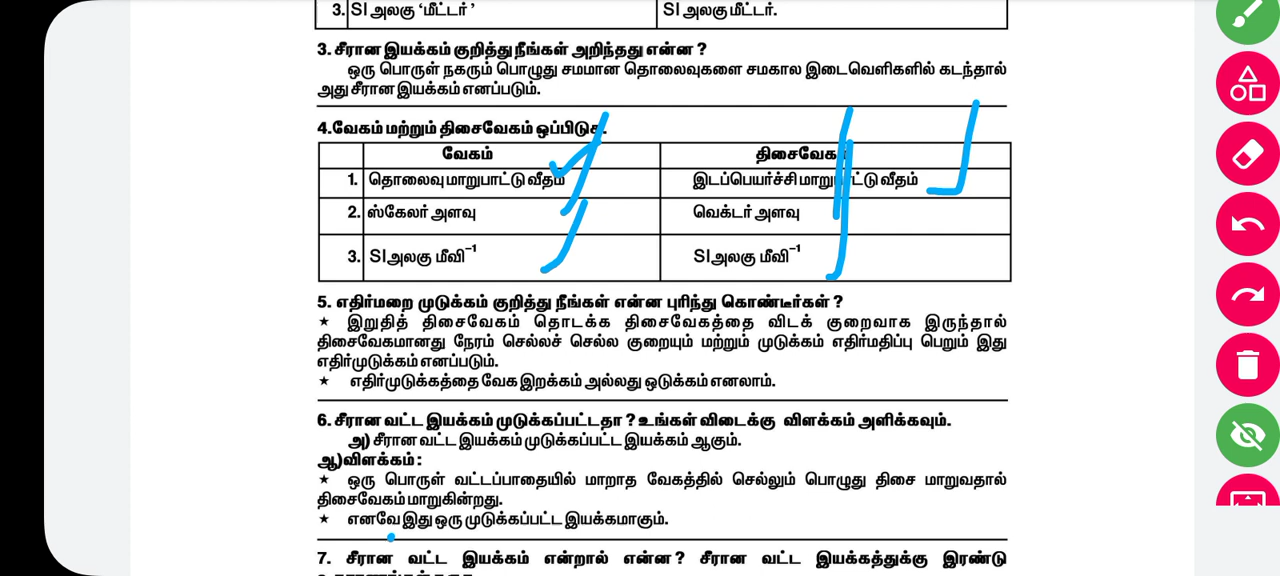 3. SI அலகு ‘மீட்டர் ’ SI அலகு மீட்டர்.
3. சீரான இயக்கம் குறித்து நீங்கள் அறிந்தது என்ன ?
ஒரு பொருள் நகரும் பொழுது சமமான தொலைவுகளை சமகால இடைவெளிகளில் கடந்தால்
அது சீரான இயக்கம் எனப்படும்.
4.வேகம் மற்றும் திசைவேகம் ஒப்பிடுக.
வேகம் திசைவேகம்
1. தொலைவு மாறுபாட்டு வீதம் இடப்பெயர்ச்சி மாறுபாட்டு வீதம்
2. ஸ்கேலர் அளவு வெக்டர் அளவு
3. SI அலகு மீவி⁻¹ SI அலகு மீவி⁻¹
5. எதிர்மறை முடுக்கம் குறித்து நீங்கள் என்ன புரிந்து கொண்டீர்கள் ?
★ இறுதித் திசைவேகம் தொடக்க திசைவேகத்தை விடக் குறைவாக இருந்தால்
திசைவேகமானது நேரம் செல்லச் செல்ல குறையும் மற்றும் முடுக்கம் எதிர்மதிப்பு பெறும் இது
எதிர்முடுக்கம் எனப்படும்.
★ எதிர்முடுக்கத்தை வேக இறக்கம் அல்லது ஒடுக்கம் எனலாம்.
6. சீரான வட்ட இயக்கம் முடுக்கப்பட்டதா ? உங்கள் விடைக்கு விளக்கம் அளிக்கவும்.
அ) சீரான வட்ட இயக்கம் முடுக்கப்பட்ட இயக்கம் ஆகும்.
ஆ)விளக்கம் :
★ ஒரு பொருள் வட்டப்பாதையில் மாறாத வேகத்தில் செல்லும் பொழுது திசை மாறுவதால்
திசைவேகம் மாறுகின்றது.
★ எனவே இது ஒரு முடுக்கப்பட்ட இயக்கமாகும்.
7. சீரான வட்ட இயக்கம் என்றால் என்ன ? சீரான வட்ட இயக்கத்துக்கு இரண்டு